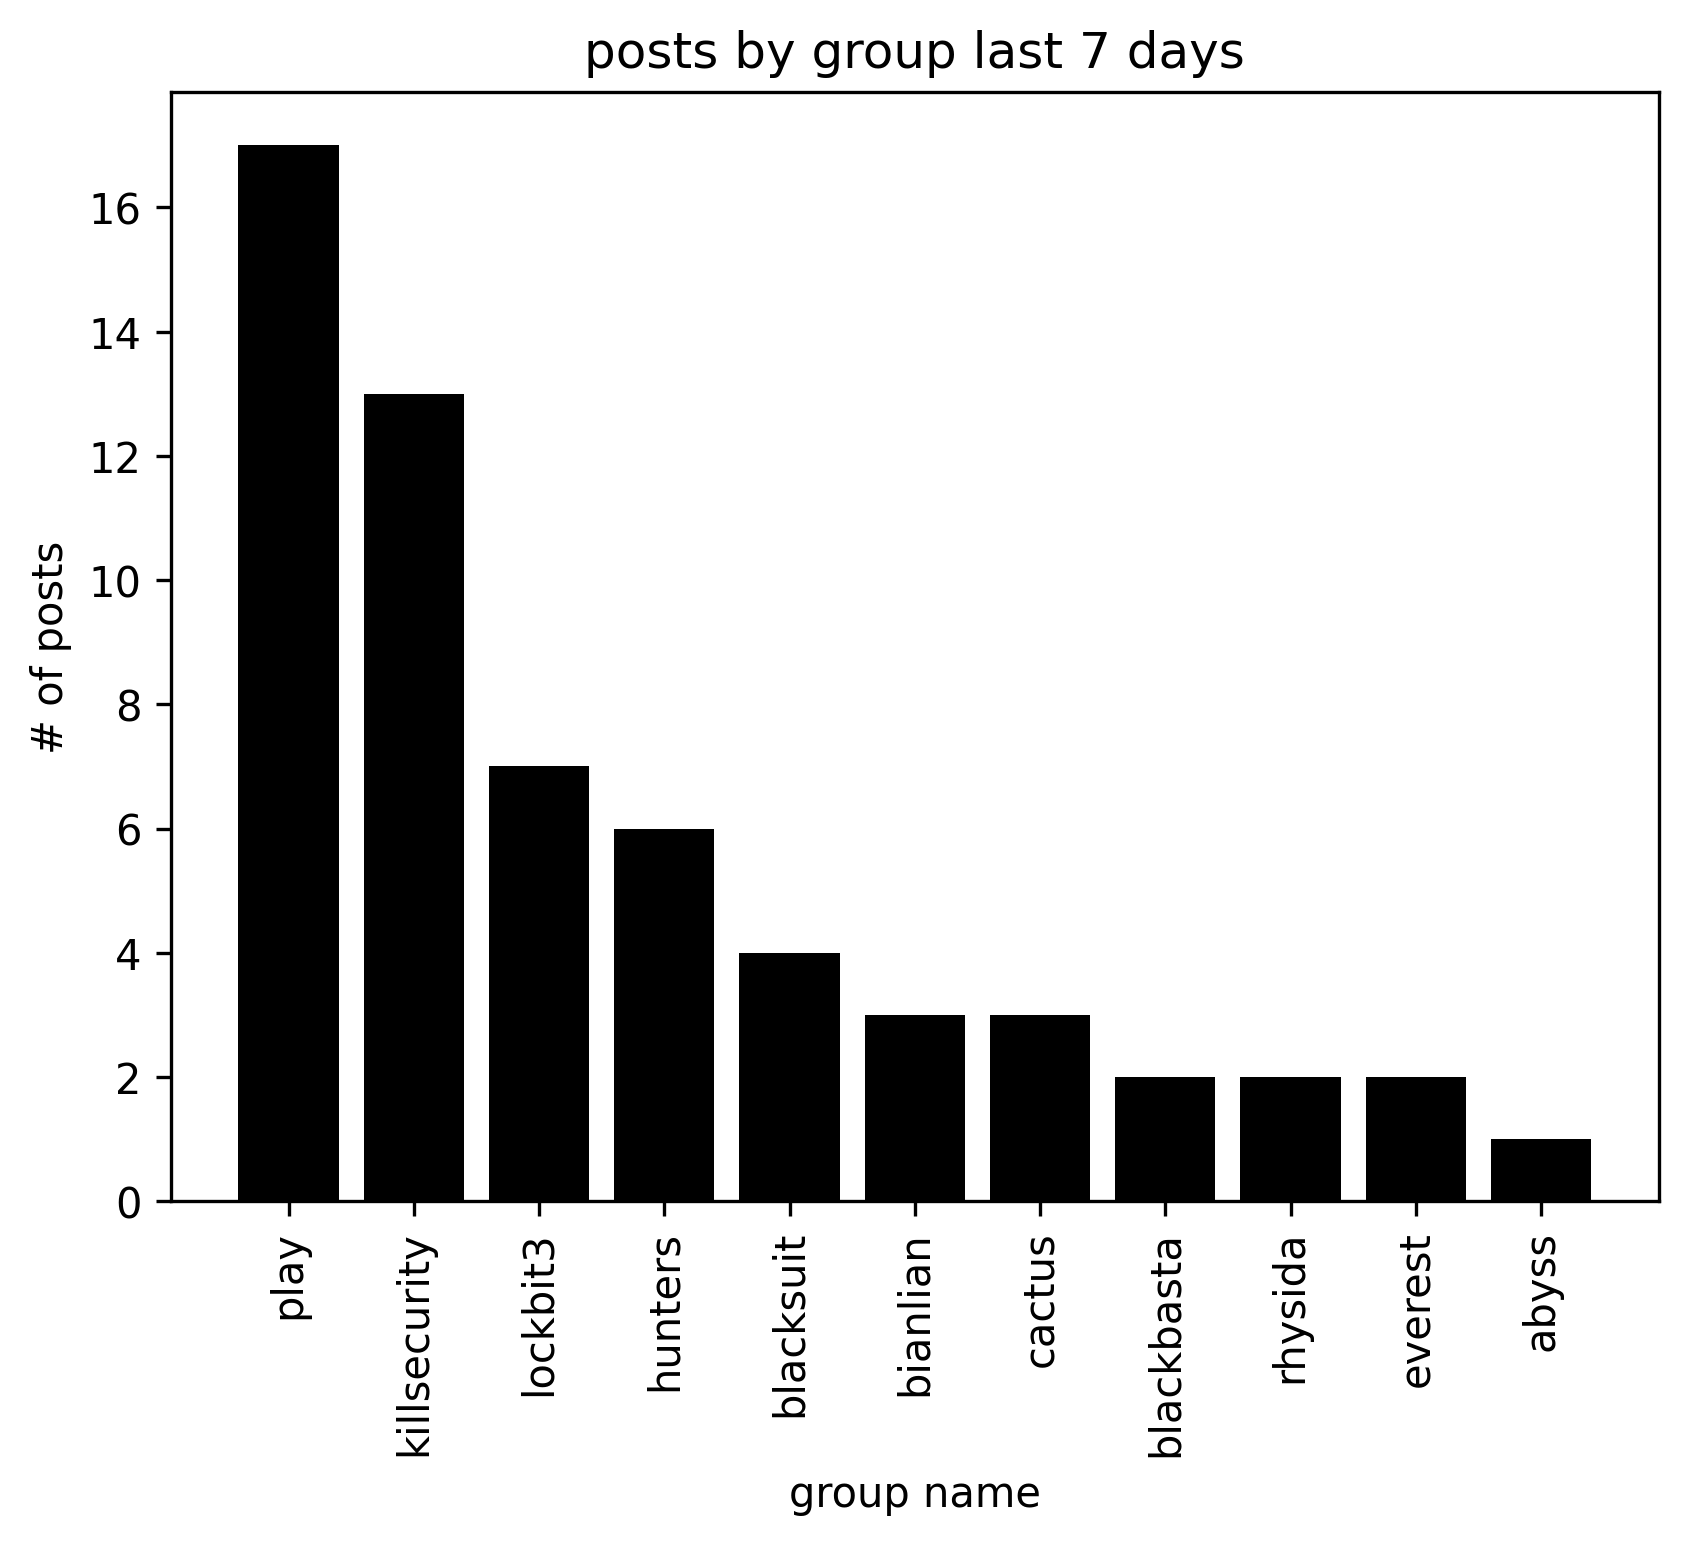 posts by group last 7 days
# of posts
16
14
12
10
8
6
4
2
0
play
killsecurity
lockbit3
hunters
blacksuit
bianlian
cactus
blackbasta
rhysida
everest
abyss
group name